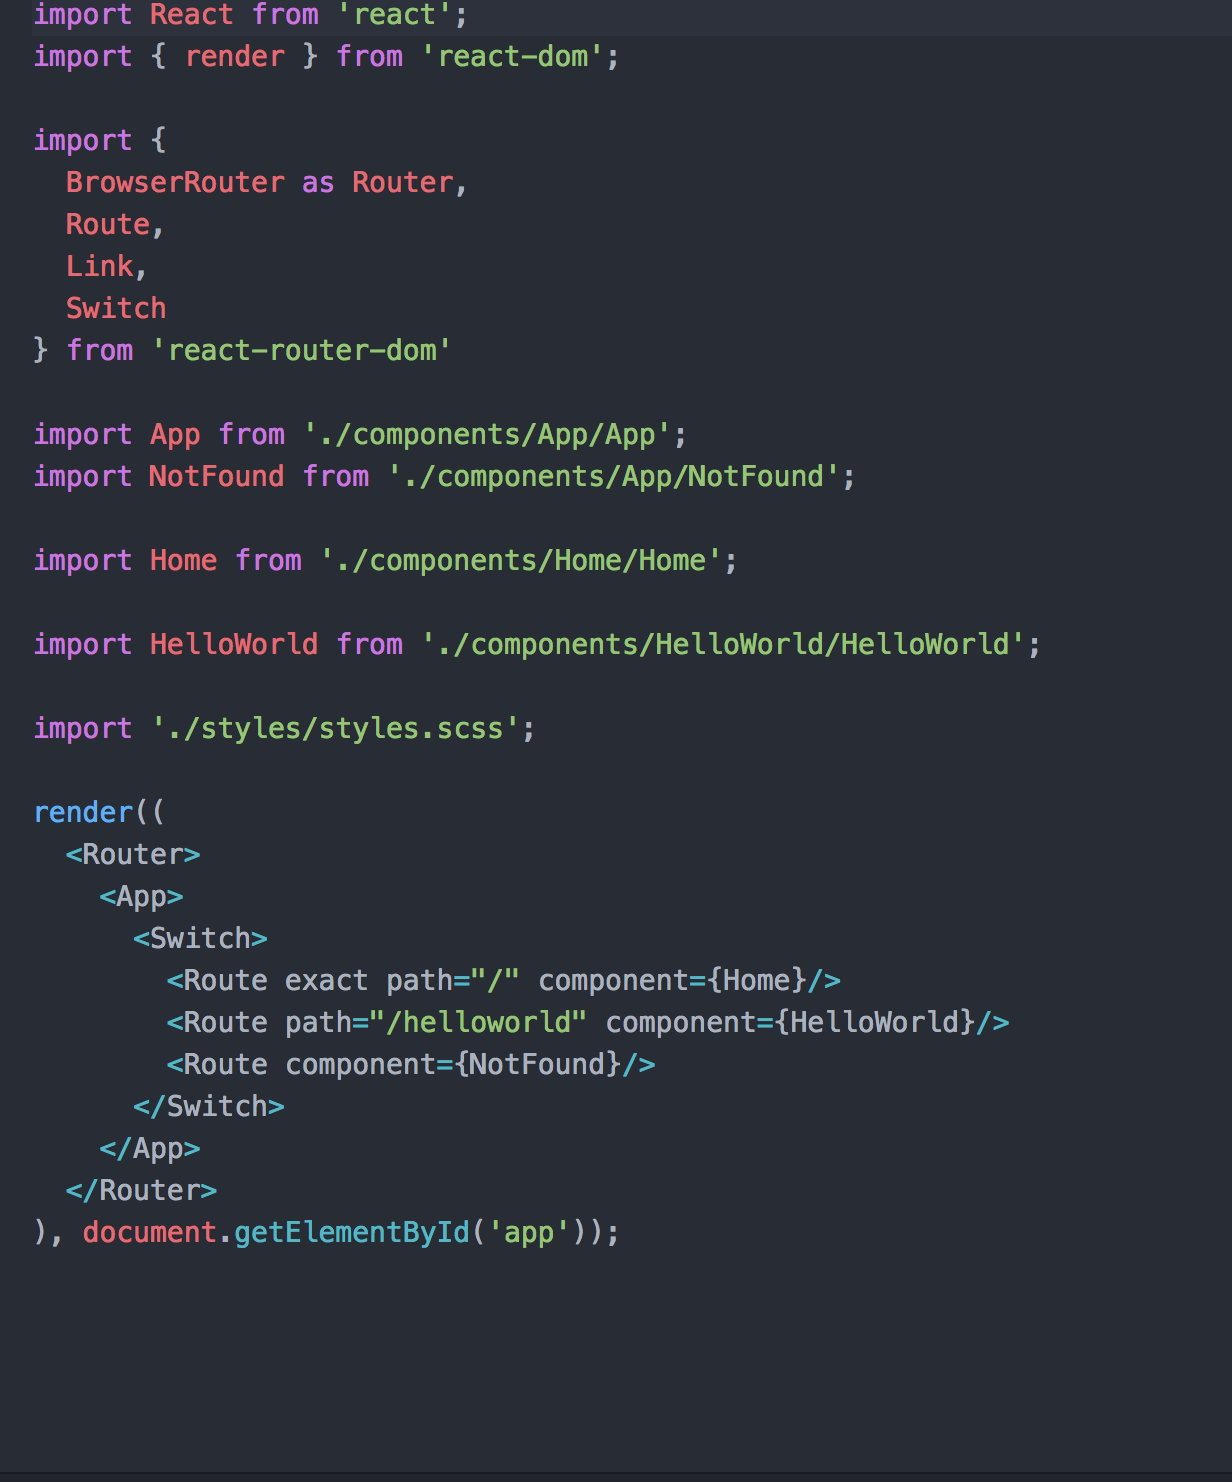 import React from 'react';
import { render } from 'react-dom';
import {
  BrowserRouter as Router,
  Route,
  Link,
  Switch
} from 'react-router-dom'
import App from './components/App/App';
import NotFound from './components/App/NotFound';
import Home from './components/Home/Home';
import HelloWorld from './components/HelloWorld/HelloWorld';
import './styles/styles.scss';
render((
  <Router>
    <App>
      <Switch>
        <Route exact path="/" component={Home}/>
        <Route path="/helloworld" component={HelloWorld}/>
        <Route component={NotFound}/>
      </Switch>
    </App>
  </Router>
), document.getElementById('app'));